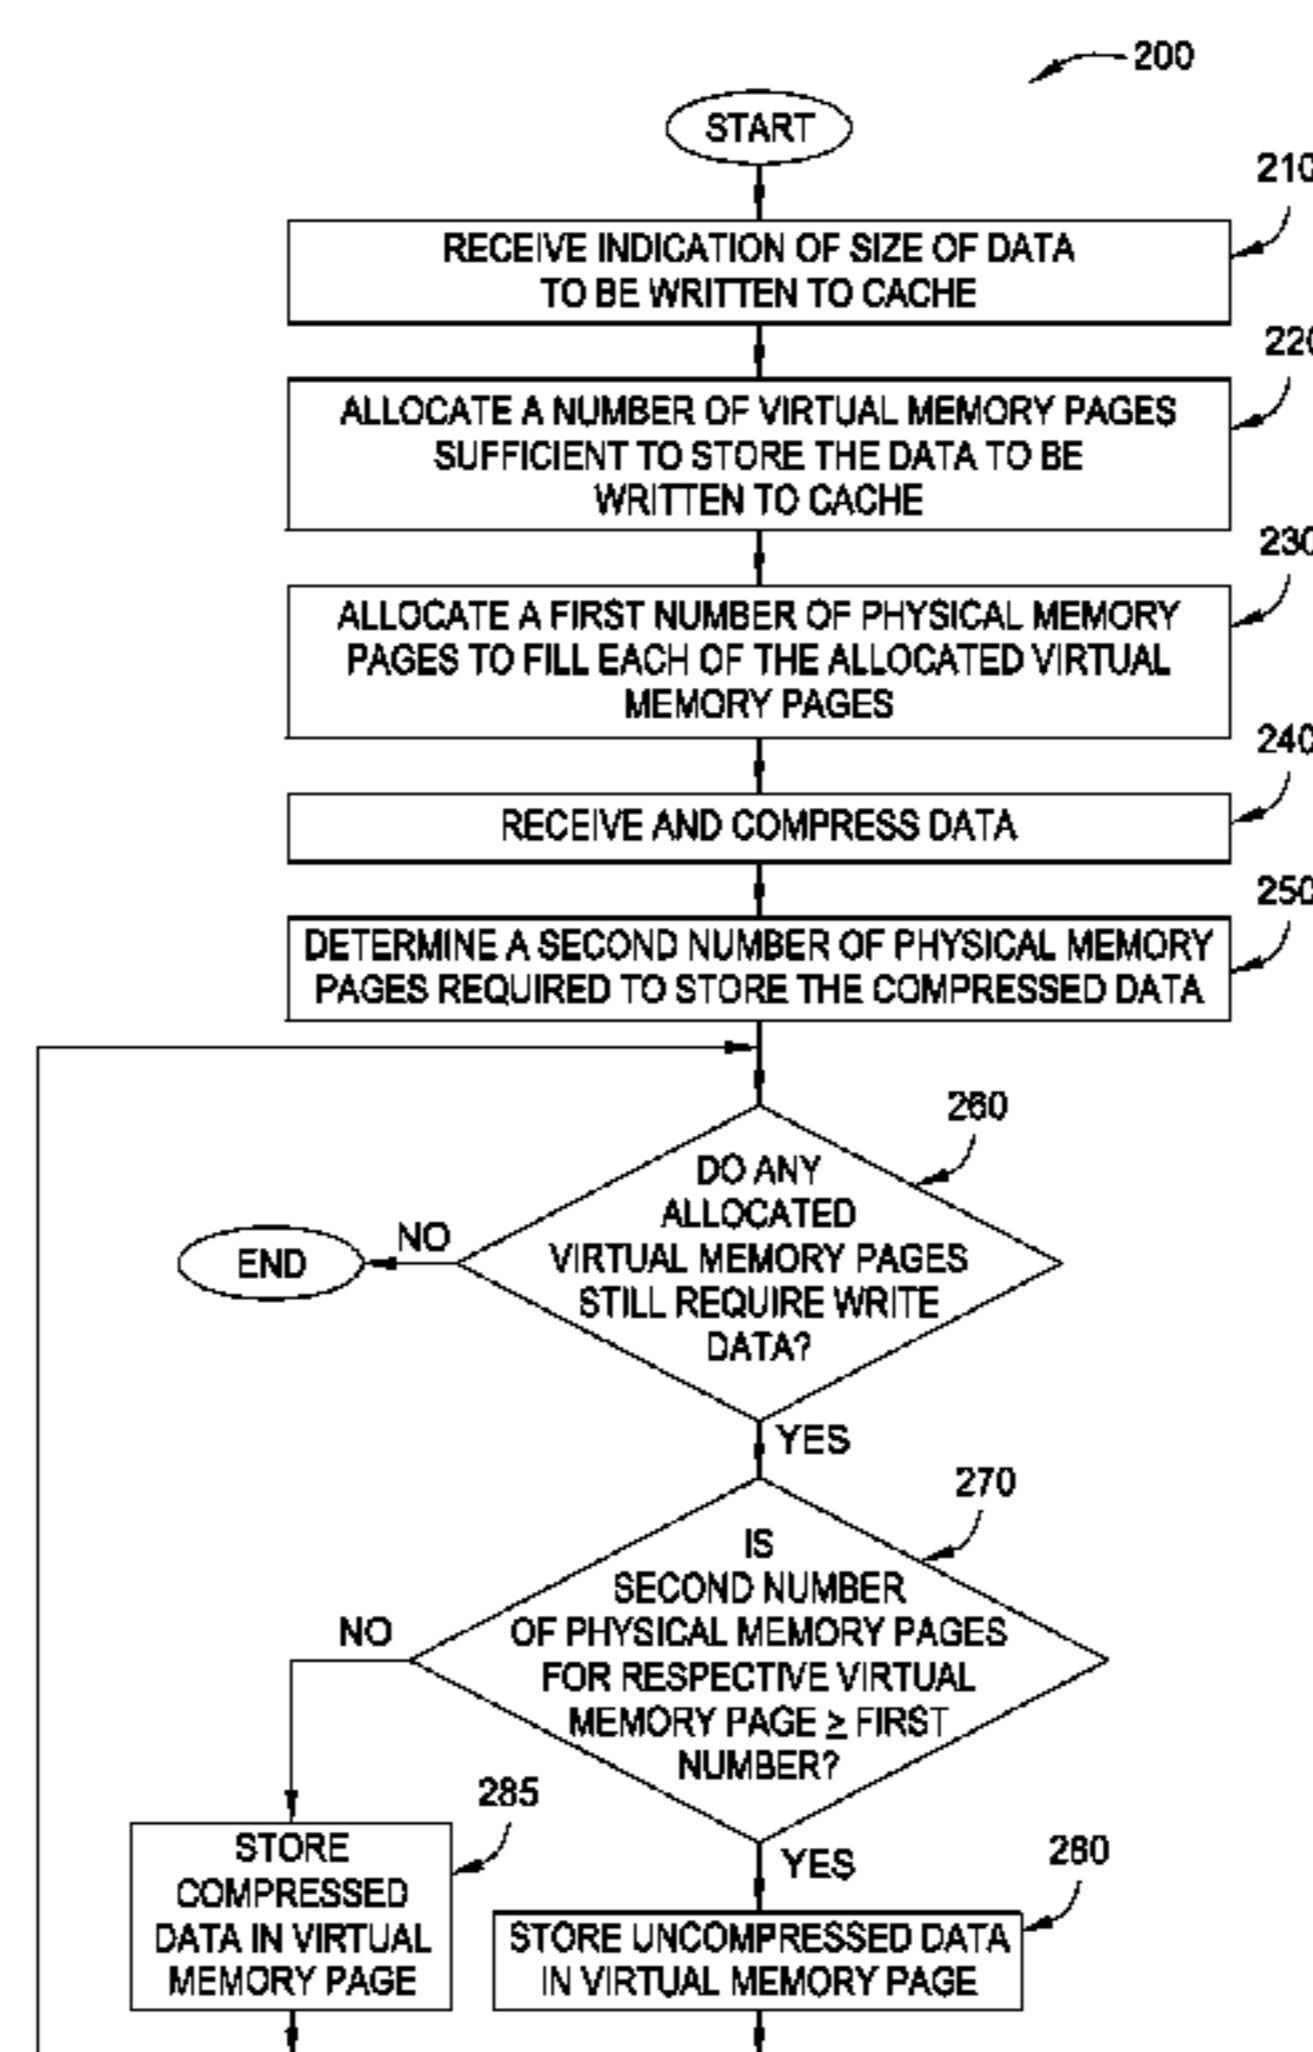 200
START
210
RECEIVE INDICATION OF SIZE OF DATA
TO BE WRITTEN TO CACHE
220
ALLOCATE A NUMBER OF VIRTUAL MEMORY PAGES
SUFFICIENT TO STORE THE DATA TO BE
WRITTEN TO CACHE
230
ALLOCATE A FIRST NUMBER OF PHYSICAL MEMORY
PAGES TO FILL EACH OF THE ALLOCATED VIRTUAL
MEMORY PAGES
240
RECEIVE AND COMPRESS DATA
250
DETERMINE A SECOND NUMBER OF PHYSICAL MEMORY
PAGES REQUIRED TO STORE THE COMPRESSED DATA
260
DO ANY
ALLOCATED
VIRTUAL MEMORY PAGES
STILL REQUIRE WRITE
DATA?
NO
END
YES
270
IS
SECOND NUMBER
OF PHYSICAL MEMORY PAGES
FOR RESPECTIVE VIRTUAL
MEMORY PAGE ≥ FIRST
NUMBER?
NO
YES
285
STORE
COMPRESSED
DATA IN VIRTUAL
MEMORY PAGE
280
STORE UNCOMPRESSED DATA
IN VIRTUAL MEMORY PAGE